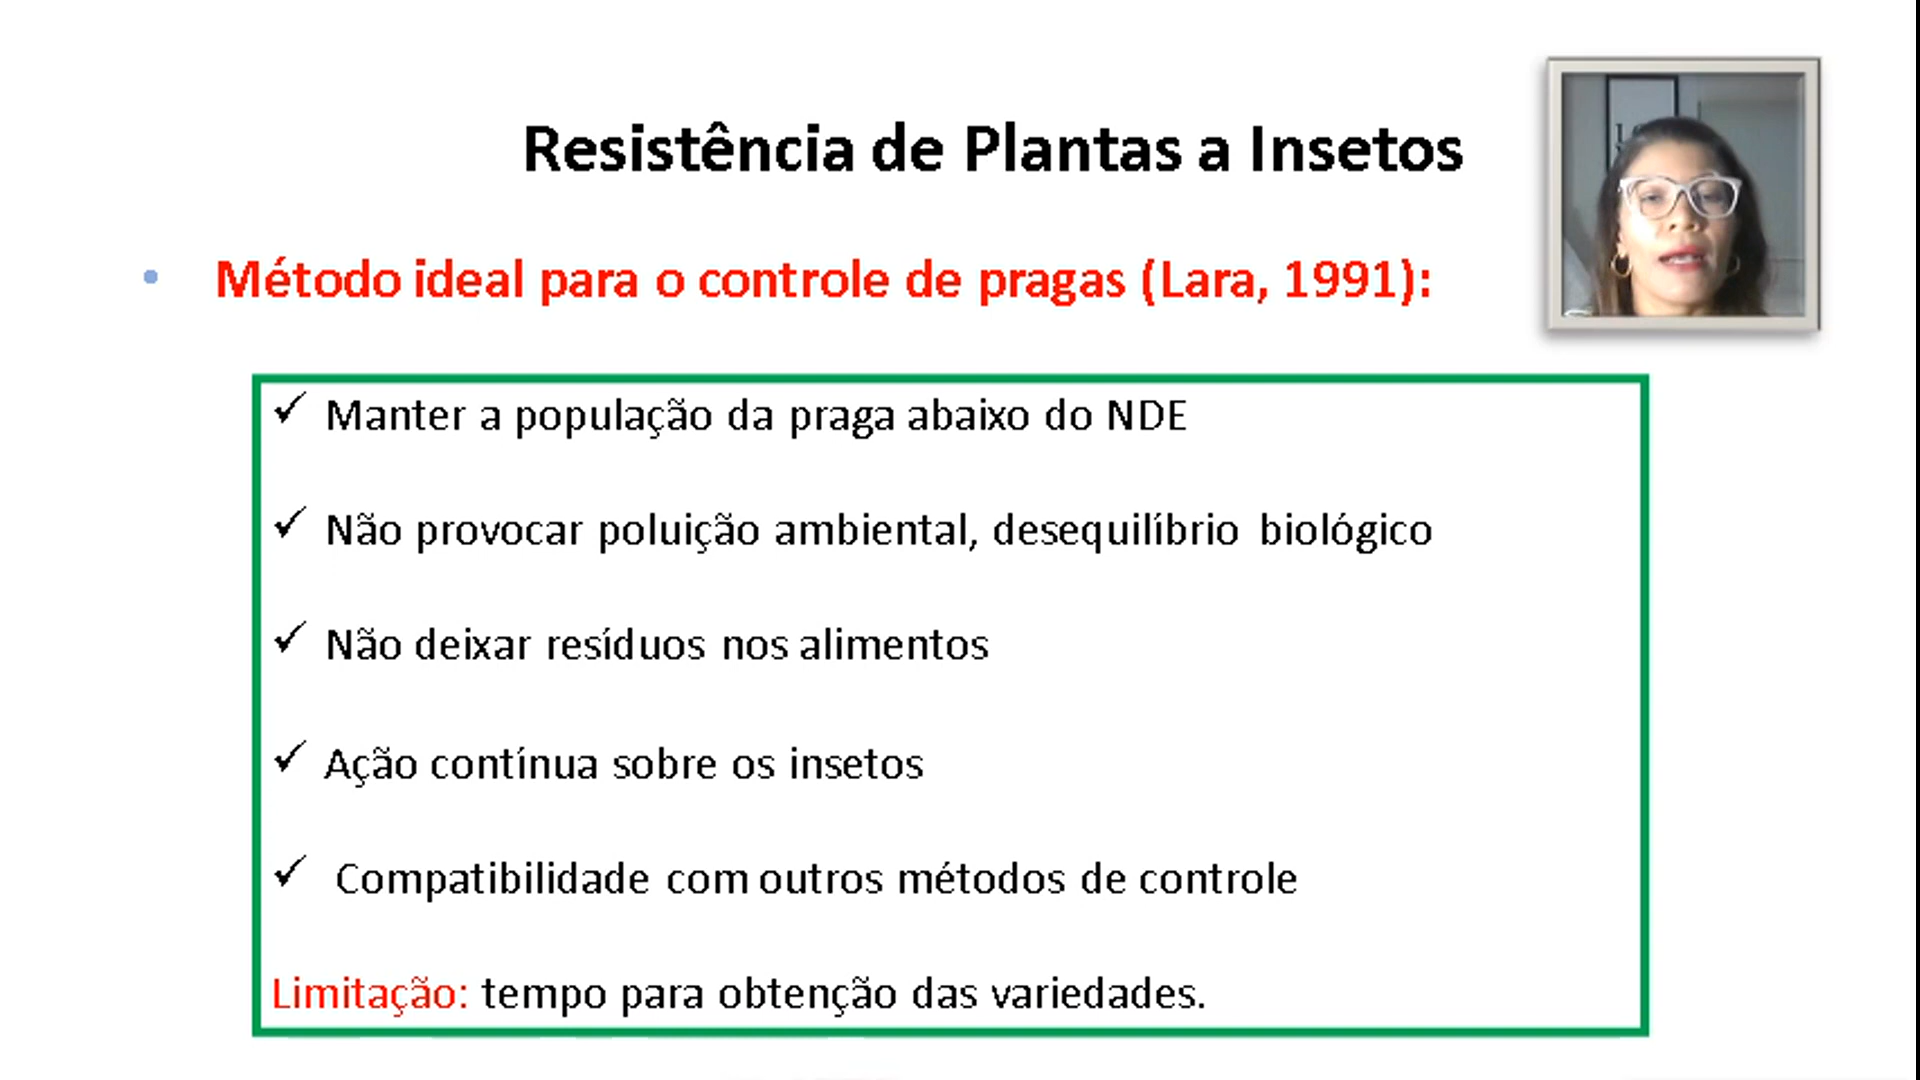 Resistência de Plantas a Insetos
• Método ideal para o controle de pragas (Lara, 1991):
✓ Manter a população da praga abaixo do NDE
✓ Não provocar poluição ambiental, desequilíbrio biológico
✓ Não deixar resíduos nos alimentos
✓ Ação contínua sobre os insetos
✓ Compatibilidade com outros métodos de controle
Limitação: tempo para obtenção das variedades.